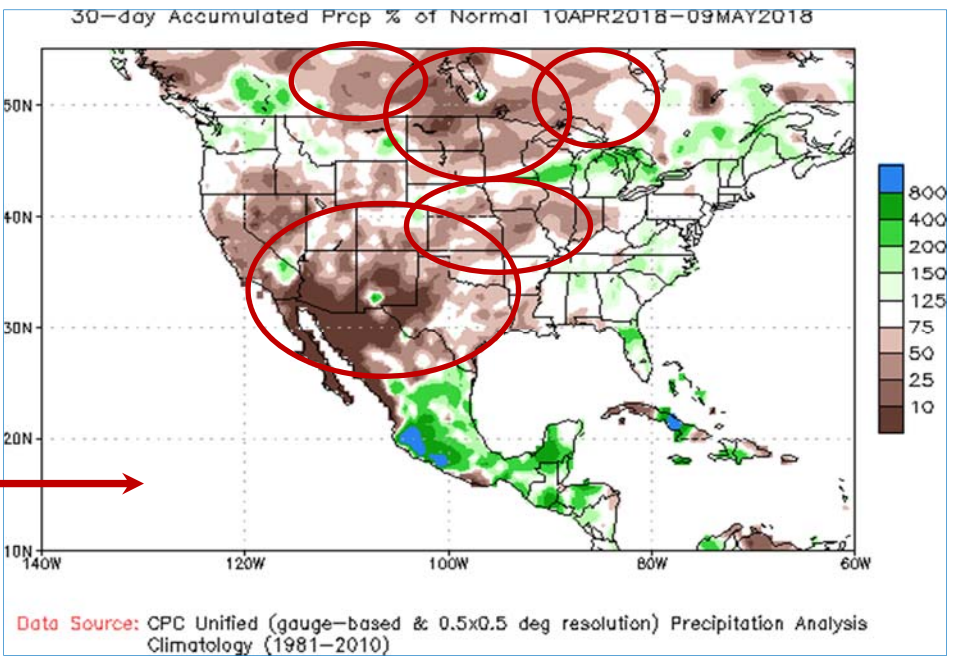 30-day Accumulated Prcp % of Normal 10APR2018-09MAY2018
50N
40N
30N
20N
10N
140W 120W 100W 80W 60W
800
400
200
150
125
75
50
25
10
Data Source: CPC Unified (gauge-based & 0.5x0.5 deg resolution) Precipitation Analysis
Climatology (1981-2010)